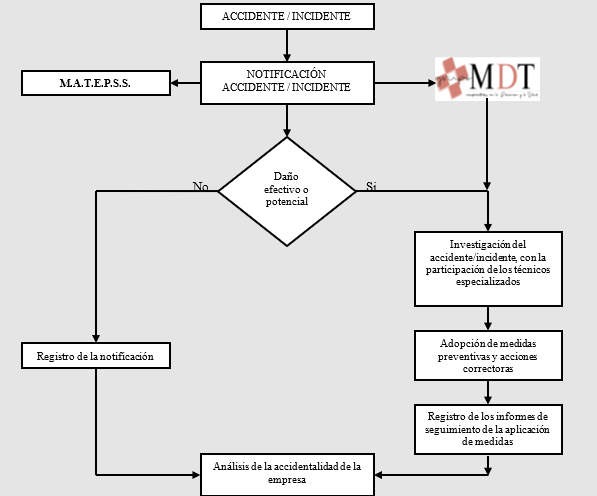 ACCIDENTE / INCIDENTE
NOTIFICACIÓN
ACCIDENTE / INCIDENTE
M.A.T.E.P.S.S.
MDT
Daño
efectivo o
potencial
No
Si
Investigación del
accidente/incidente, con la
participación de los técnicos
especializados
Adopción de medidas
preventivas y acciones
correctoras
Registro de la notificación
Registro de los informes de
seguimiento de la aplicación
de medidas
Análisis de la accidentalidad de la
empresa